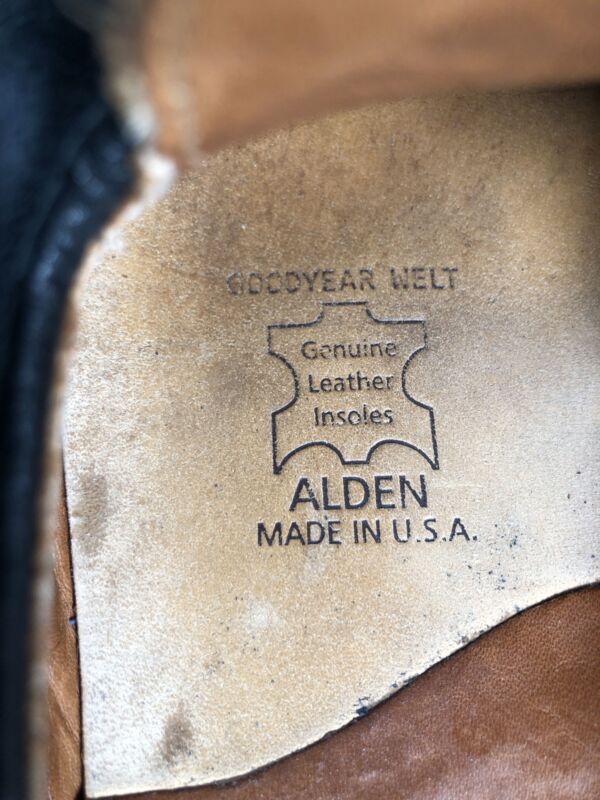 GOODYEAR WELT
Genuine
Leather
Insoles
ALDEN
MADE IN U.S.A.